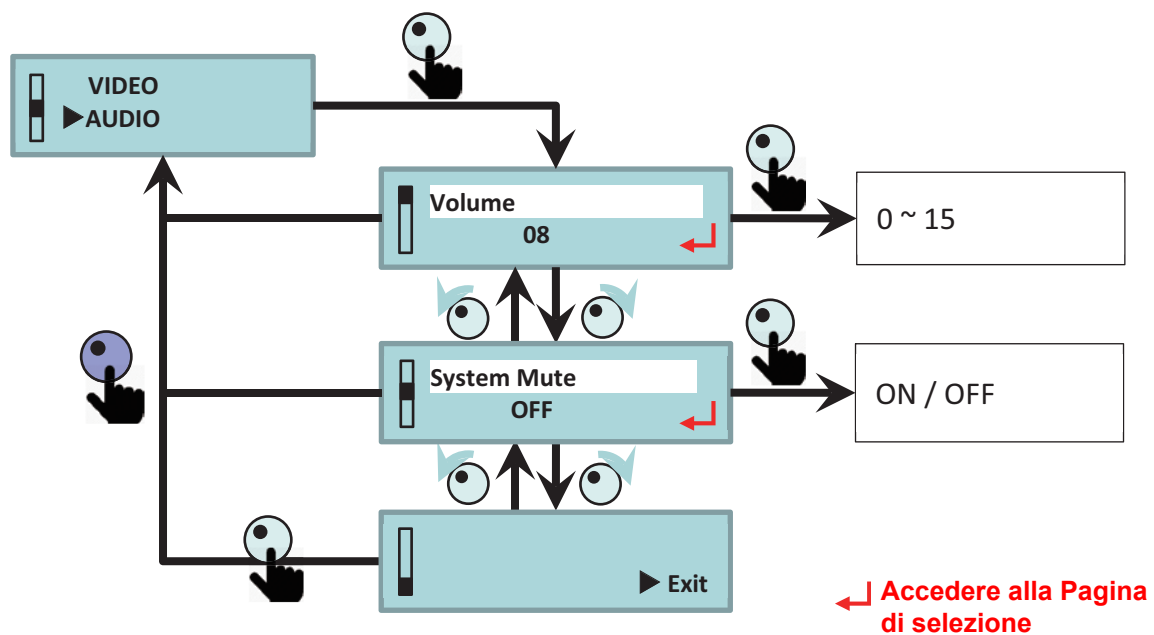 VIDEO
▶AUDIO
Volume
08
0 ~ 15
System Mute
OFF
ON / OFF
▶ Exit
Accedere alla Pagina
di selezione